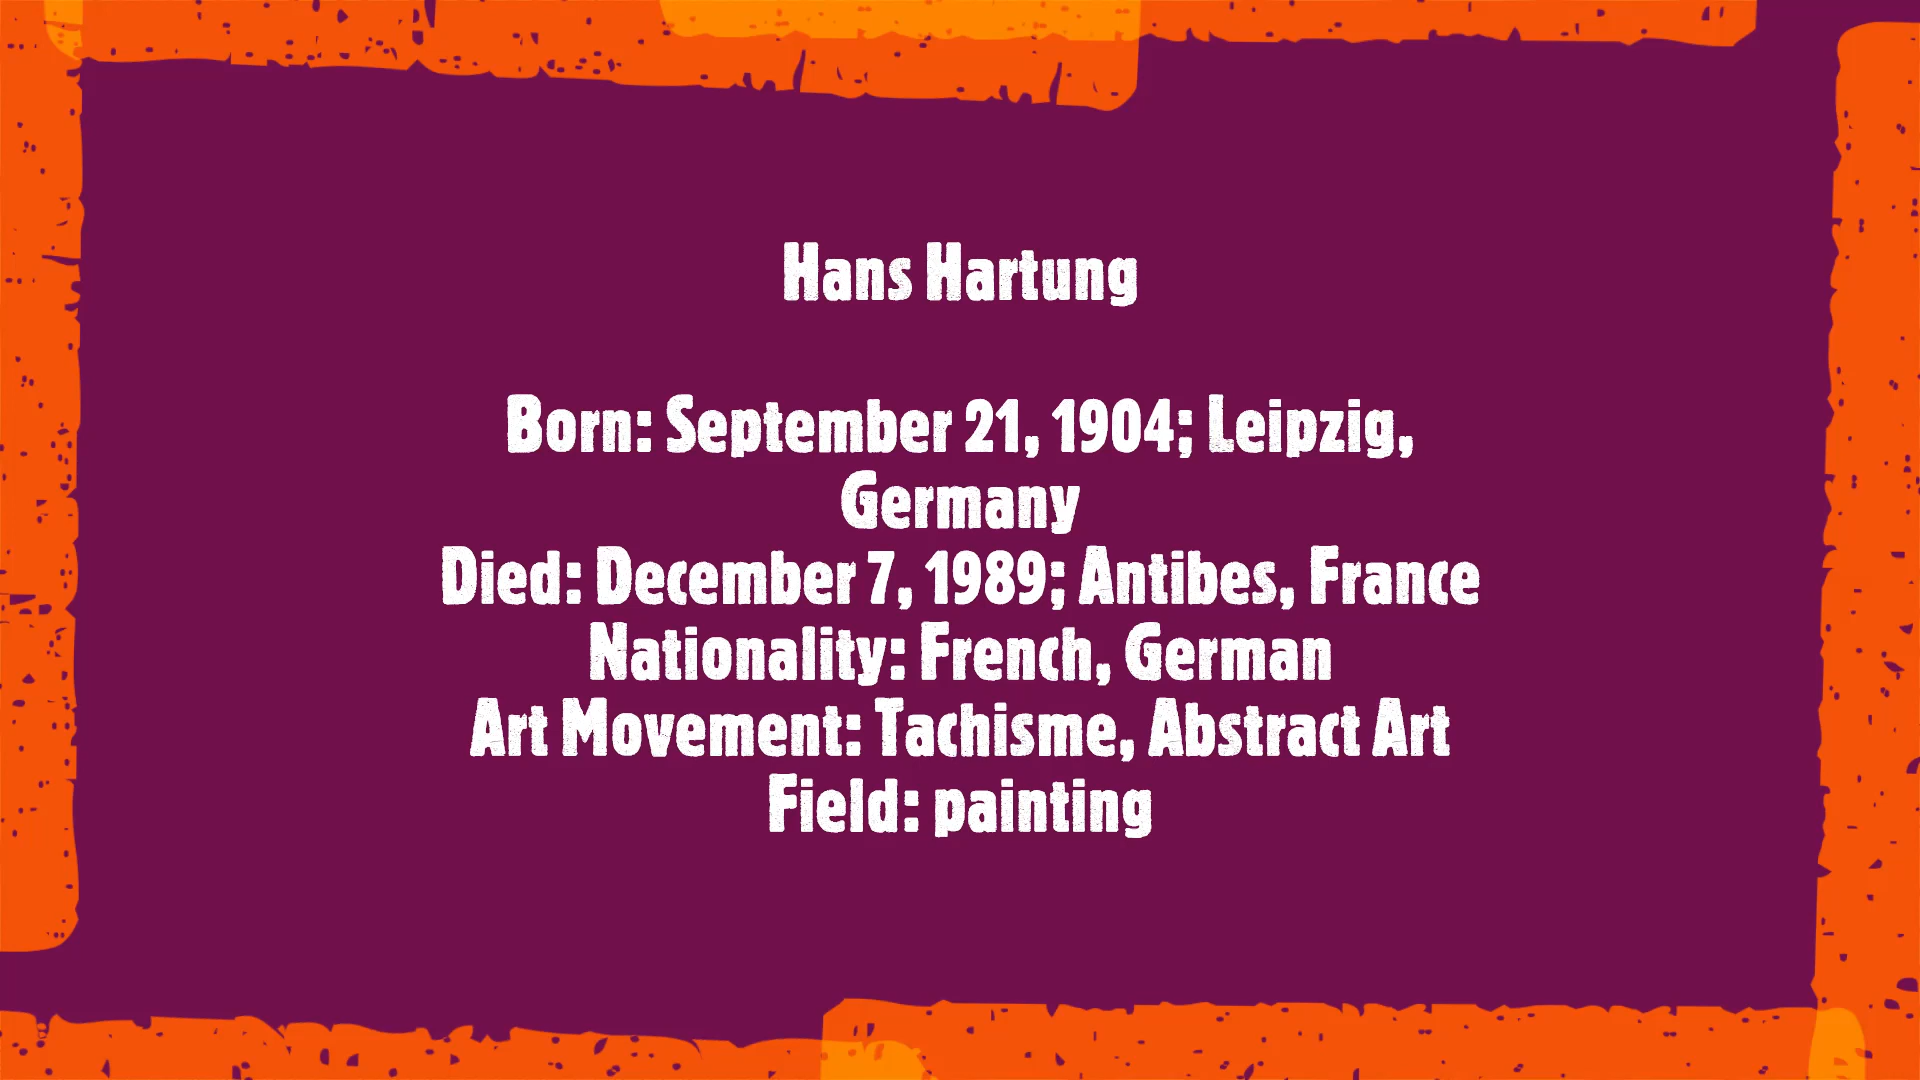 Hans Hartung
Born: September 21, 1904; Leipzig,
Germany
Died: December 7, 1989; Antibes, France
Nationality: French, German
Art Movement: Tachisme, Abstract Art
Field: painting